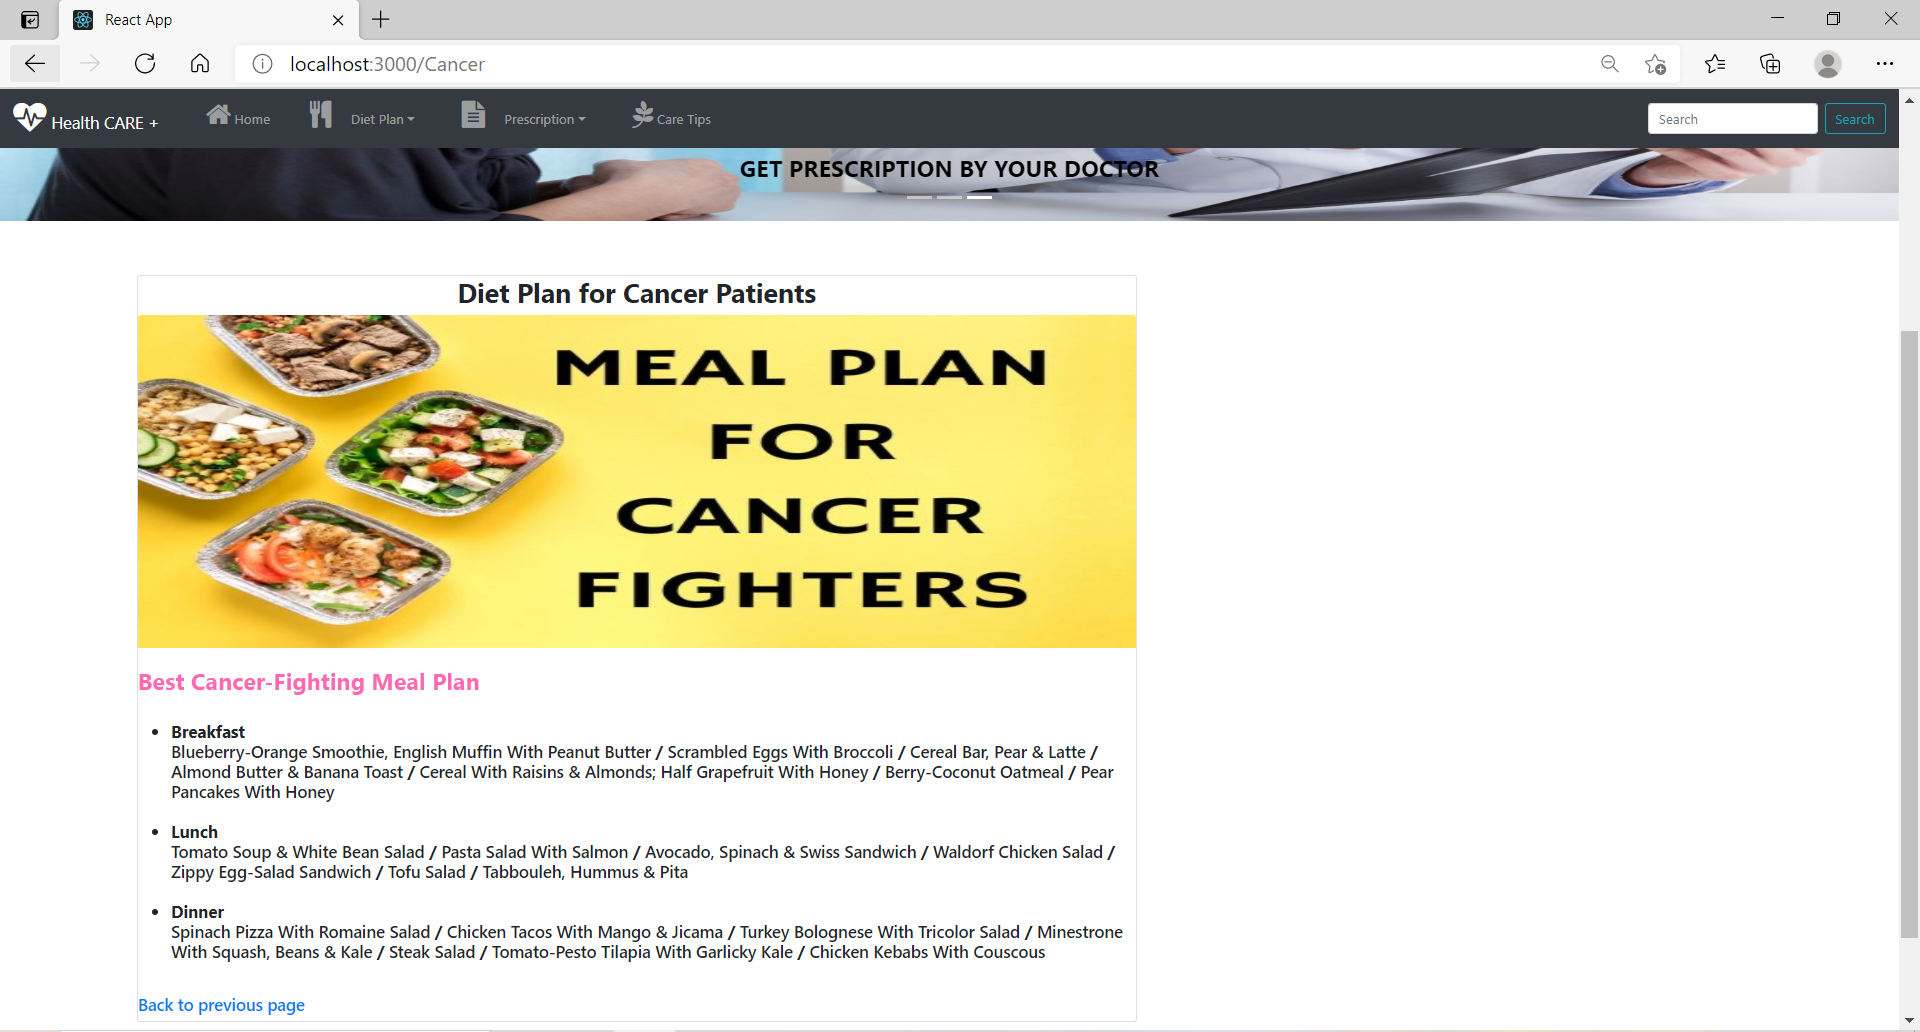 React App
localhost:3000/Cancer
Health CARE +
Home
Diet Plan
Prescription
Care Tips
Search
Search
GET PRESCRIPTION BY YOUR DOCTOR
Diet Plan for Cancer Patients
MEAL PLAN
FOR
CANCER
FIGHTERS
Best Cancer-Fighting Meal Plan
Breakfast
Blueberry-Orange Smoothie, English Muffin With Peanut Butter / Scrambled Eggs With Broccoli / Cereal Bar, Pear & Latte /
Almond Butter & Banana Toast / Cereal With Raisins & Almonds; Half Grapefruit With Honey / Berry-Coconut Oatmeal / Pear
Pancakes With Honey
Lunch
Tomato Soup & White Bean Salad / Pasta Salad With Salmon / Avocado, Spinach & Swiss Sandwich / Waldorf Chicken Salad /
Zippy Egg-Salad Sandwich / Tofu Salad / Tabbouleh, Hummus & Pita
Dinner
Spinach Pizza With Romaine Salad / Chicken Tacos With Mango & Jicama / Turkey Bolognese With Tricolor Salad / Minestrone
With Squash, Beans & Kale / Steak Salad / Tomato-Pesto Tilapia With Garlicky Kale / Chicken Kebabs With Couscous
Back to previous page